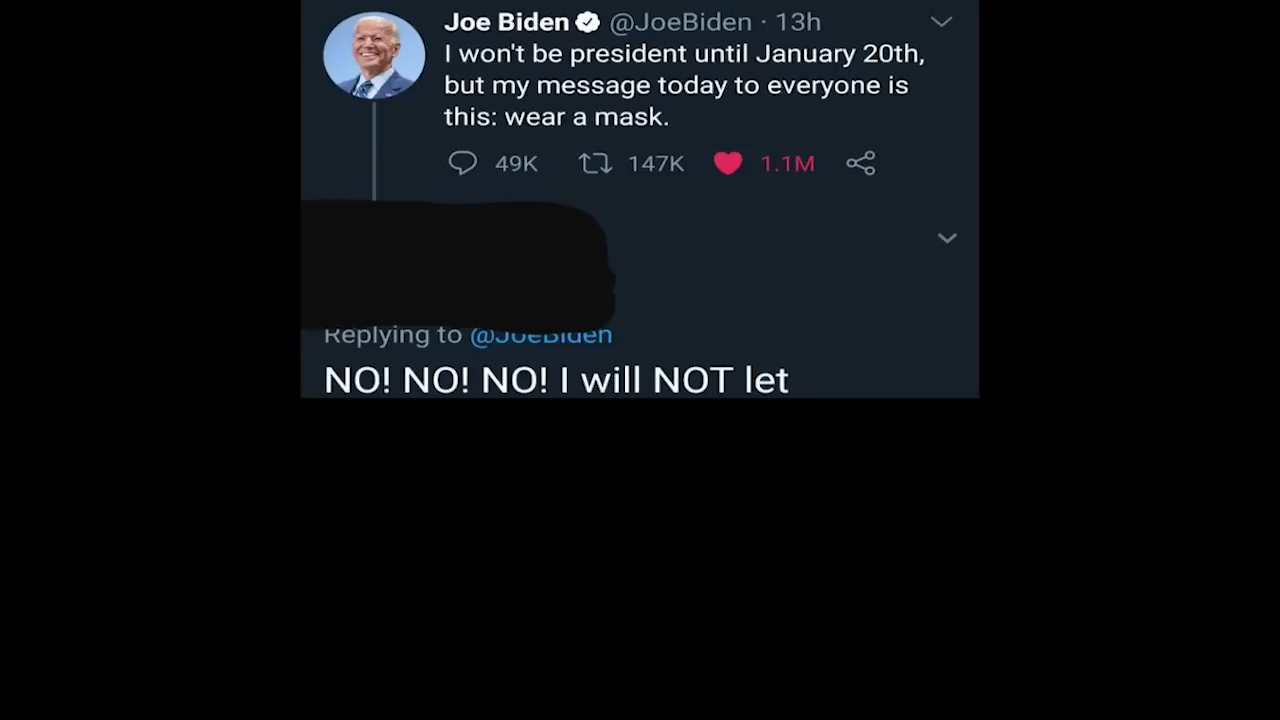 Joe Biden @JoeBiden · 13h
I won't be president until January 20th,
but my message today to everyone is
this: wear a mask.
49K 147K 1.1M
Replying to @JoeBiden
NO! NO! NO! I will NOT let